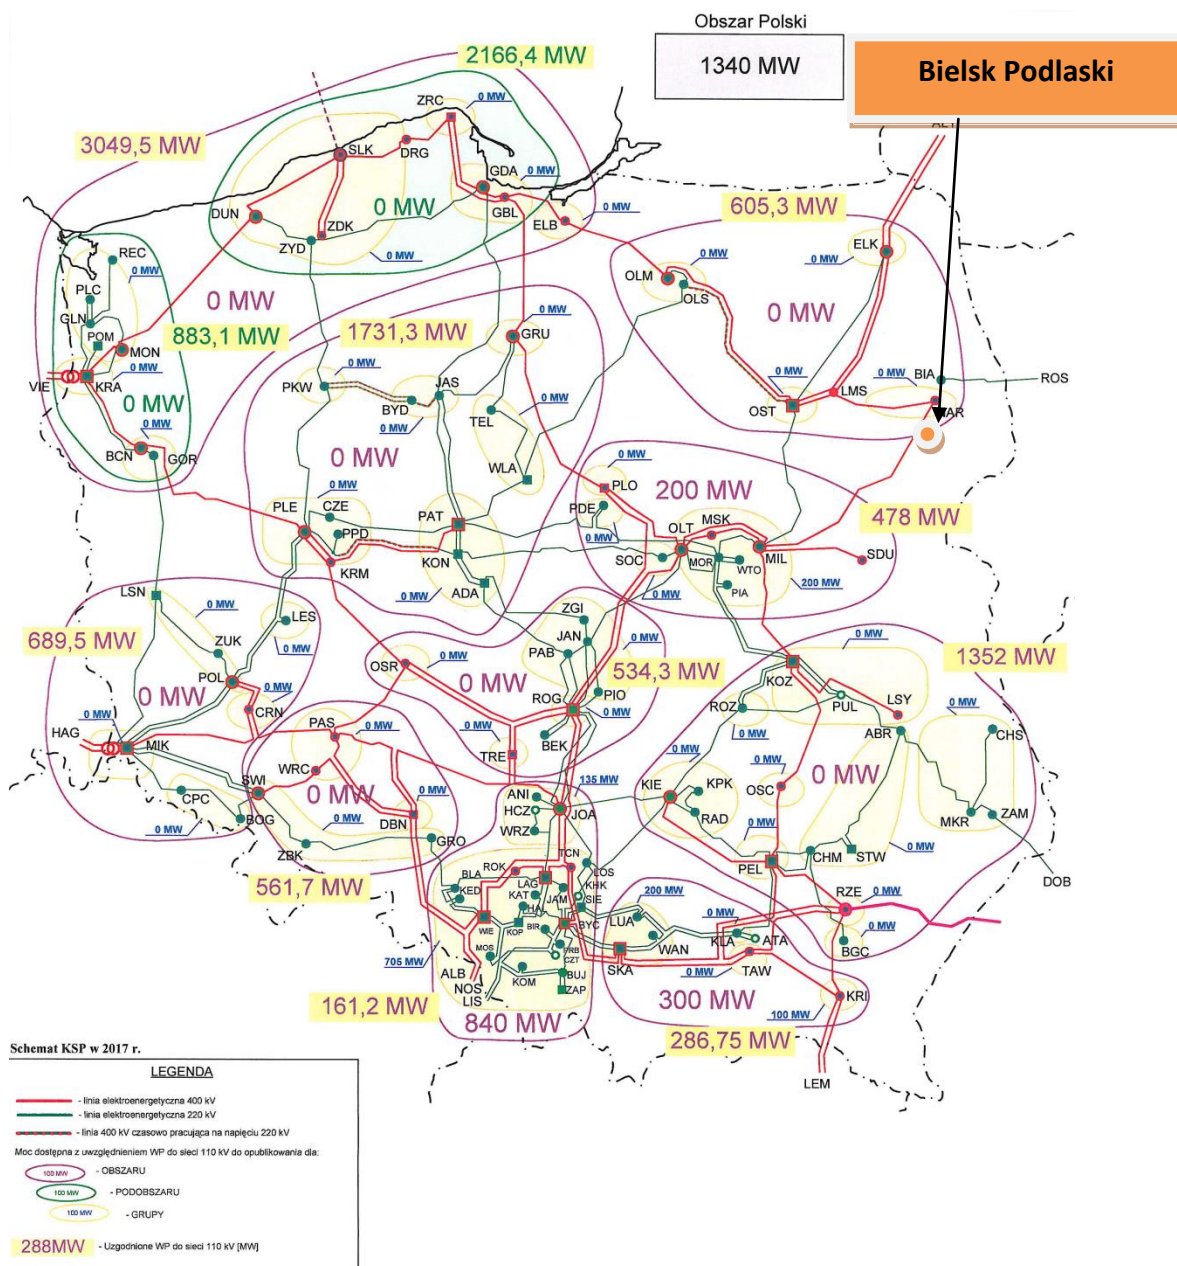 Obszar Polski
1340 MW
Bielsk Podlaski
2166,4 MW
3049,5 MW
ZRC
0 MW
SLK
DRG
GDA
0 MW
GBL
0 MW
DUN
ZDK
ZYD
0 MW
0 MW
ELB
605,3 MW
REC
0 MW
PLC
GLN
POM
MON
0 MW
VIE
KRA
0 MW
883,1 MW
0 MW
0 MW
BCN
GOR
OLM
0 MW
OLS
ELK
0 MW
0 MW
0 MW
OST
LMS
0 MW
BIA
ROS
1731,3 MW
GRU
0 MW
PKW
0 MW
BYD
JAS
0 MW
TEL
0 MW
WLA
0 MW
PLE
0 MW
CZE
PPD
KRM
PAT
KON
ADA
0 MW
PLO
0 MW
PDE
0 MW
200 MW
478 MW
OLT
MSK
SOC
0 MW
MOR
WTO
PIA
MIL
200 MW
SDU
LSN
0 MW
ZUK
LES
0 MW
689,5 MW
0 MW
POL
0 MW
CRN
HAG
0 MW
MIK
CPC
BOG
0 MW
OSR
0 MW
0 MW
ZGI
JAN
PAB
0 MW
534,3 MW
ROG
PIO
0 MW
BEK
TRE
0 MW
PAS
0 MW
WRC
SWI
0 MW
0 MW
DBN
0 MW
ZBK
GRO
561,7 MW
0 MW
1352 MW
KOZ
PUL
LSY
ROZ
0 MW
ABR
0 MW
CHS
KIE
0 MW
KPK
RAD
OSC
0 MW
0 MW
MKR
ZAM
0 MW
PEL
CHM
STW
0 MW
DOB
RZE
0 MW
0 MW
BGC
135 MW
ANI
HCZ
JOA
WRZ
TCN
ROK
LAG
LOS
KHK
BLA
KED
KAT
JAM
SIE
HAL
WIE
KOP
BIR
BYC
MOS
CZT
705 MW
ALB
NOS
LIS
KOM
BUJ
ZAP
161,2 MW
840 MW
200 MW
LUA
WAN
0 MW
KLA
ATA
SKA
0 MW
TAW
300 MW
100 MW
KRI
286,75 MW
LEM
Schemat KSP w 2017 r.
LEGENDA
- linia elektroenergetyczna 400 kV
- linia elektroenergetyczna 220 kV
- linia 400 kV czasowo pracująca na napięciu 220 kV
Moc dostępna z uwzględnieniem WP do sieci 110 kV do opublikowania dla:
100 MW - OBSZARU
100 MW - PODOBSZARU
100 MW - GRUPY
288MW - Uzgodnione WP do sieci 110 kV [MW]